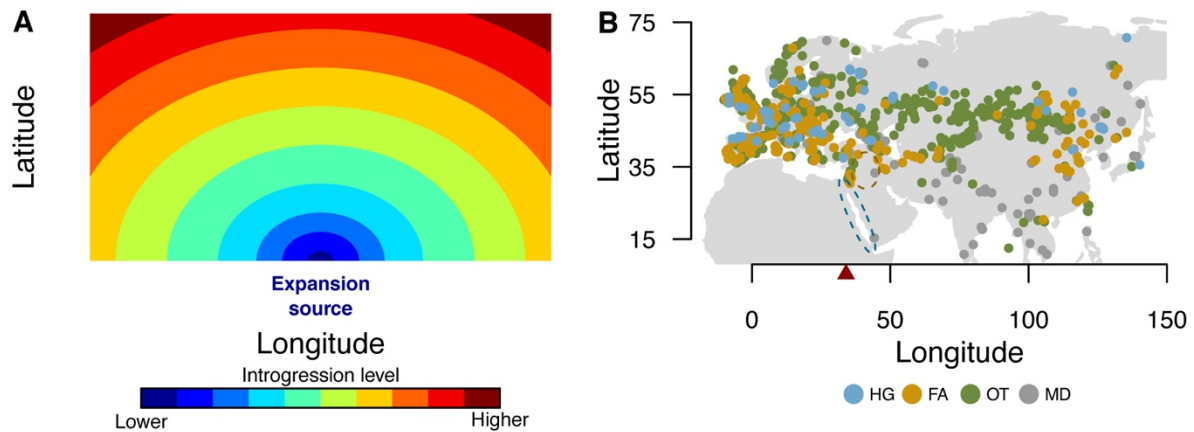 A
Latitude
Expansion
source
Longitude
Introgression level
Lower
Higher
B
75
55
35
15
Latitude
0
50
100
150
Longitude
HG
FA
OT
MD